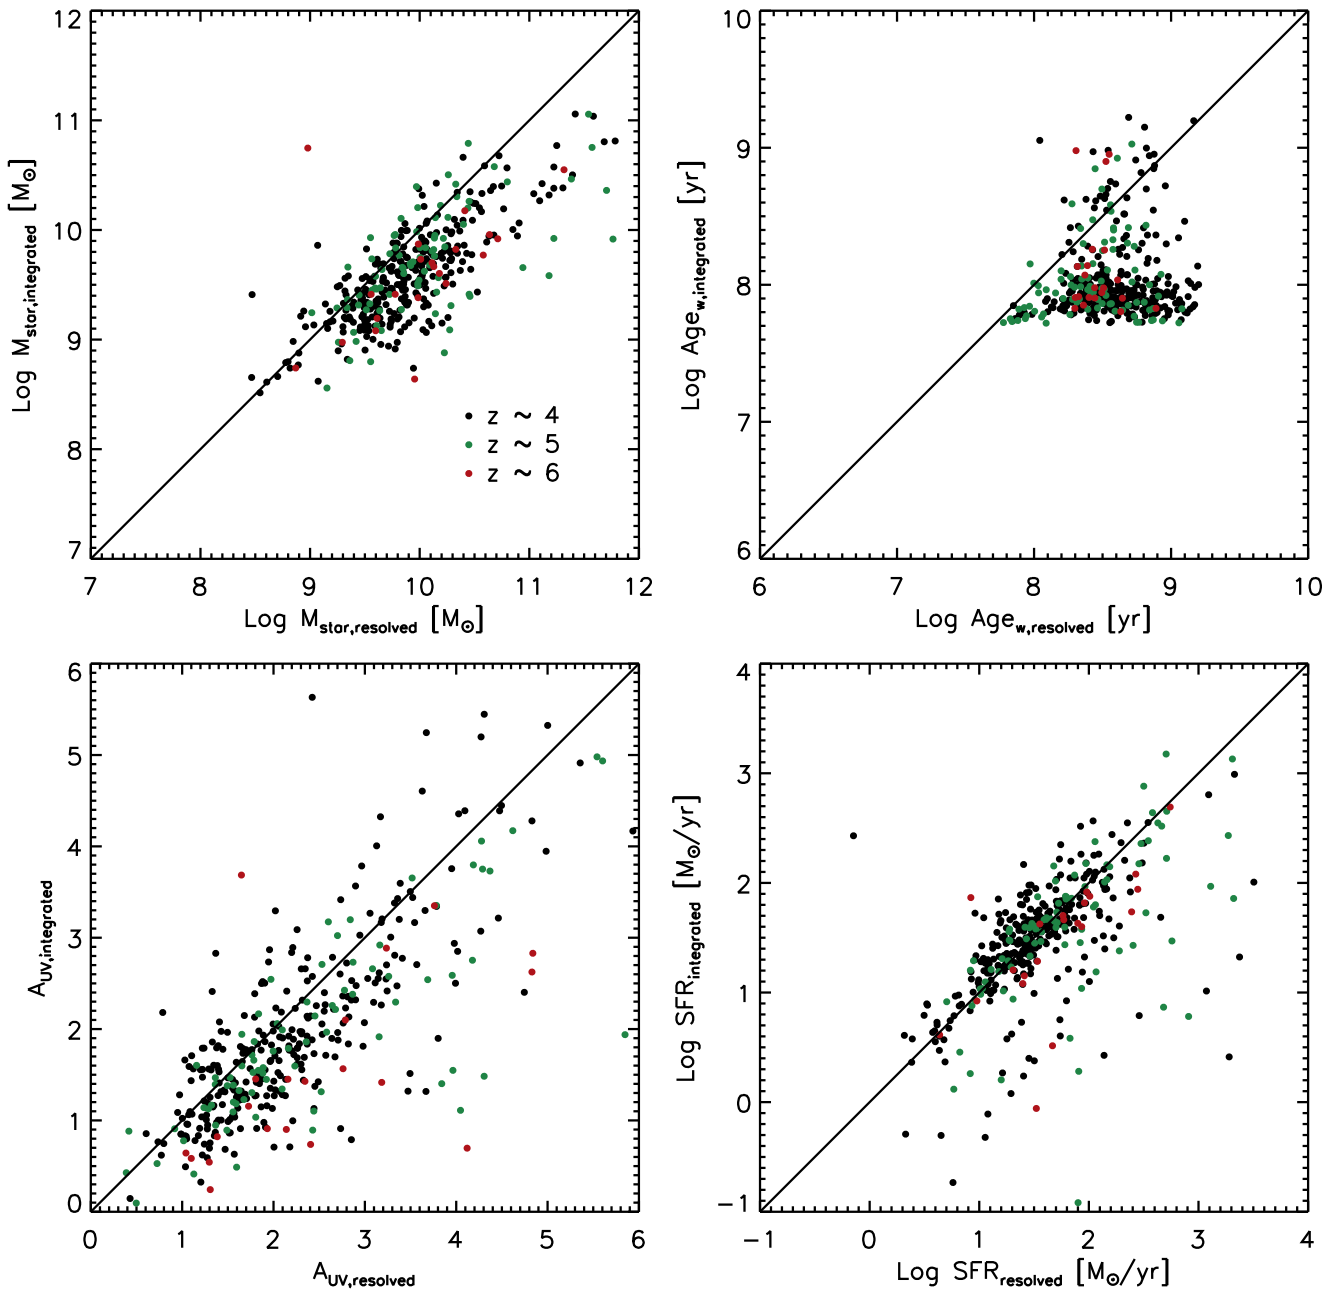 12
11
10
9
8
7
Log M_star,integrated [M⊙]
z ~ 4
z ~ 5
z ~ 6
7 8 9 10 11 12
Log M_star,resolved [M⊙]
10
9
8
7
6
Log Age_w,integrated [yr]
6 7 8 9 10
Log Age_w,resolved [yr]
6
5
4
3
2
1
0
A_UV,integrated
0 1 2 3 4 5 6
A_UV,resolved
4
3
2
1
0
−1
Log SFR_integrated [M⊙/yr]
−1 0 1 2 3 4
Log SFR_resolved [M⊙/yr]